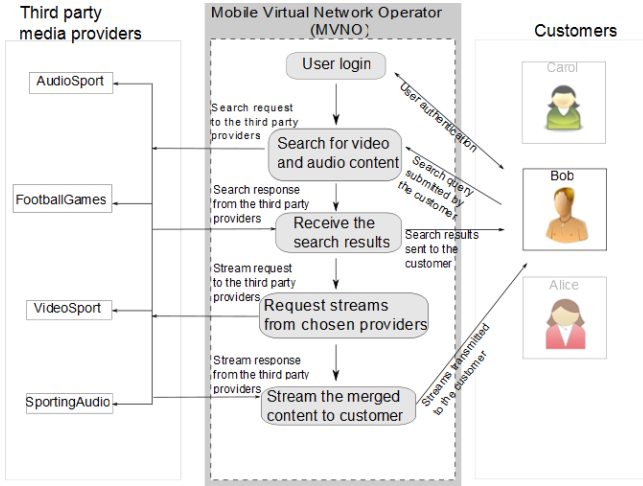 Third party
media providers
AudioSport
FootballGames
VideoSport
SportingAudio
Mobile Virtual Network Operator
(MVNO)
User login
Search request
to the third party
providers
Search for video
and audio content
Search response
from the third party
providers
Receive the
search results
Stream request
to the third party
providers
Request streams
from chosen providers
Stream response
from the third party
providers
Stream the merged
content to customer
User authentication
Search query
submitted by
the customer
Search results
sent to the
customer
Streams transmitted
to the customer
Customers
Carol
Bob
Alice